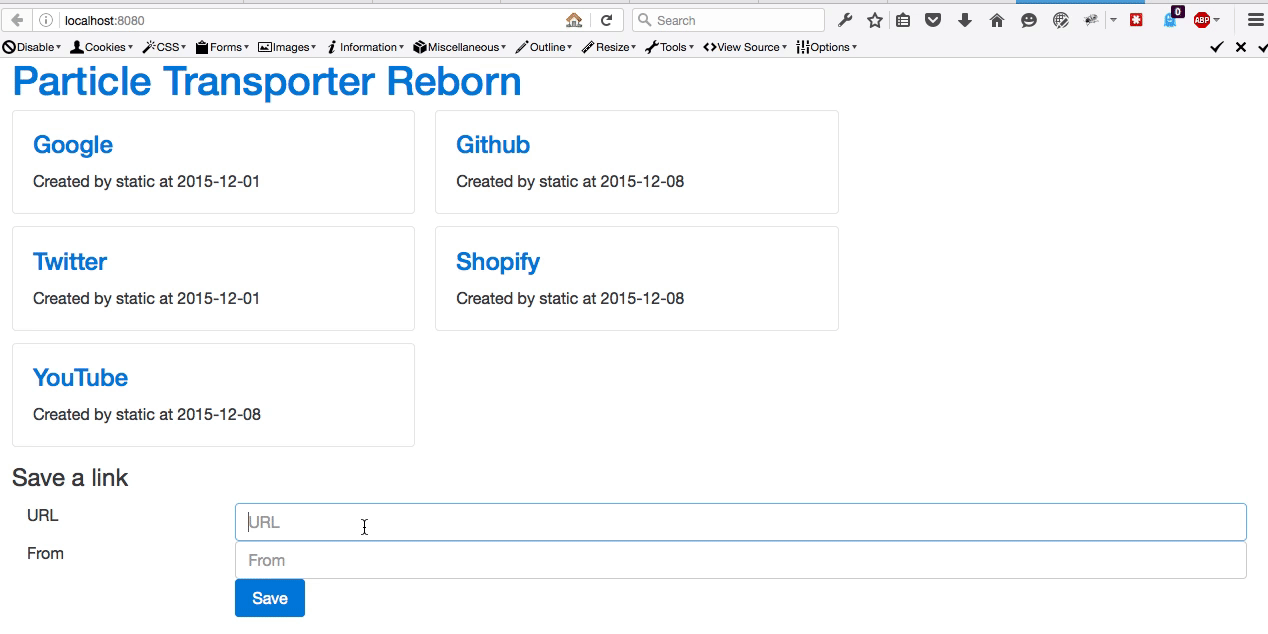 localhost:8080
Search
0
ABP
Disable Cookies CSS Forms Images Information Miscellaneous Outline Resize Tools View Source Options
Particle Transporter Reborn
Google
Created by static at 2015-12-01
Github
Created by static at 2015-12-08
Twitter
Created by static at 2015-12-01
Shopify
Created by static at 2015-12-08
YouTube
Created by static at 2015-12-08
Save a link
URL
URL
From
From
Save